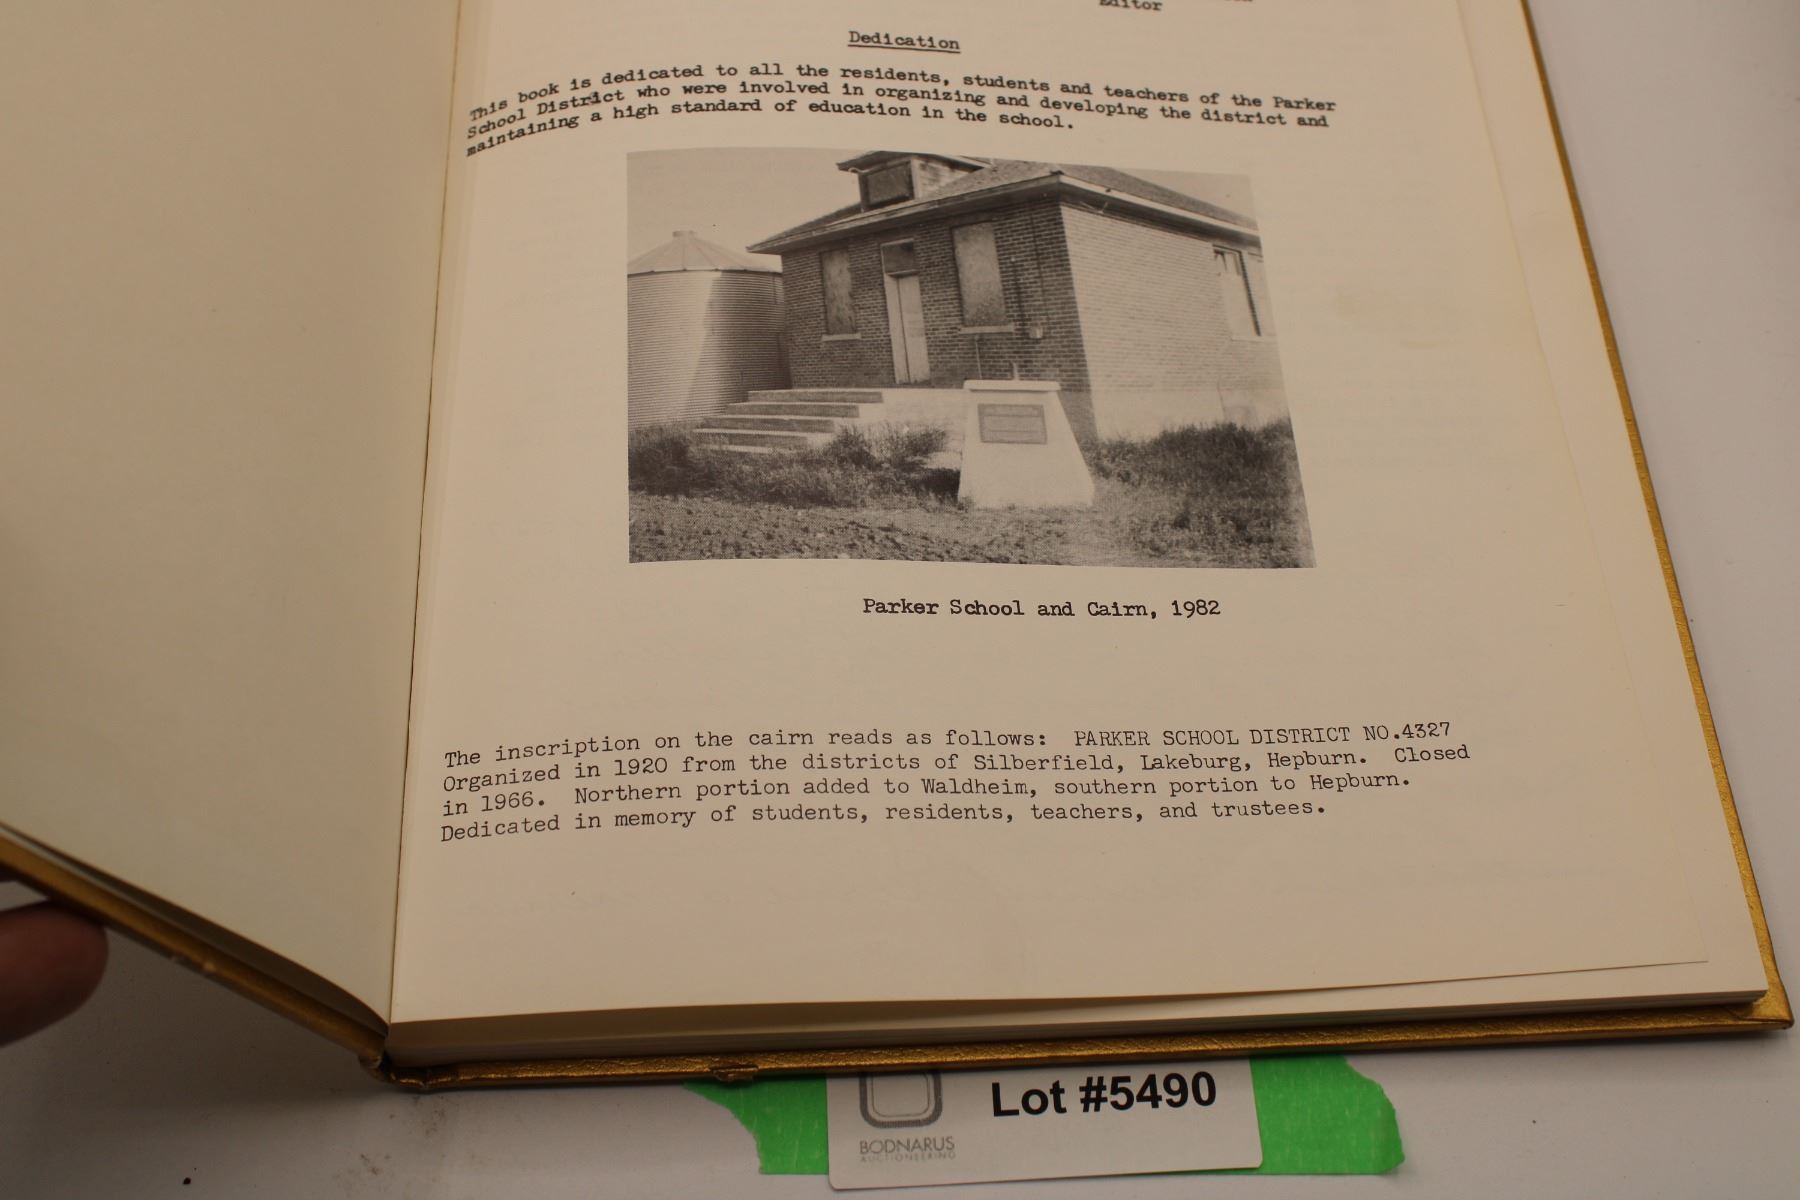 Editor
Dedication
This book is dedicated to all the residents, students and teachers of the Parker
School District who were involved in organizing and developing the district and
maintaining a high standard of education in the school.
Parker School and Cairn, 1982
The inscription on the cairn reads as follows: PARKER SCHOOL DISTRICT NO.4327
Organized in 1920 from the districts of Silberfield, Lakeburg, Hepburn. Closed
in 1966. Northern portion added to Waldheim, southern portion to Hepburn.
Dedicated in memory of students, residents, teachers, and trustees.
Lot #5490
BODNARUS
AUCTIONEERING